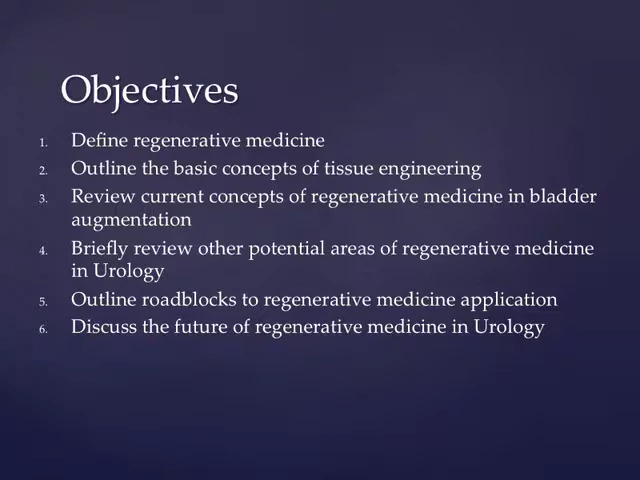 Objectives
1. Define regenerative medicine
2. Outline the basic concepts of tissue engineering
3. Review current concepts of regenerative medicine in bladder
augmentation
4. Briefly review other potential areas of regenerative medicine
in Urology
5. Outline roadblocks to regenerative medicine application
6. Discuss the future of regenerative medicine in Urology